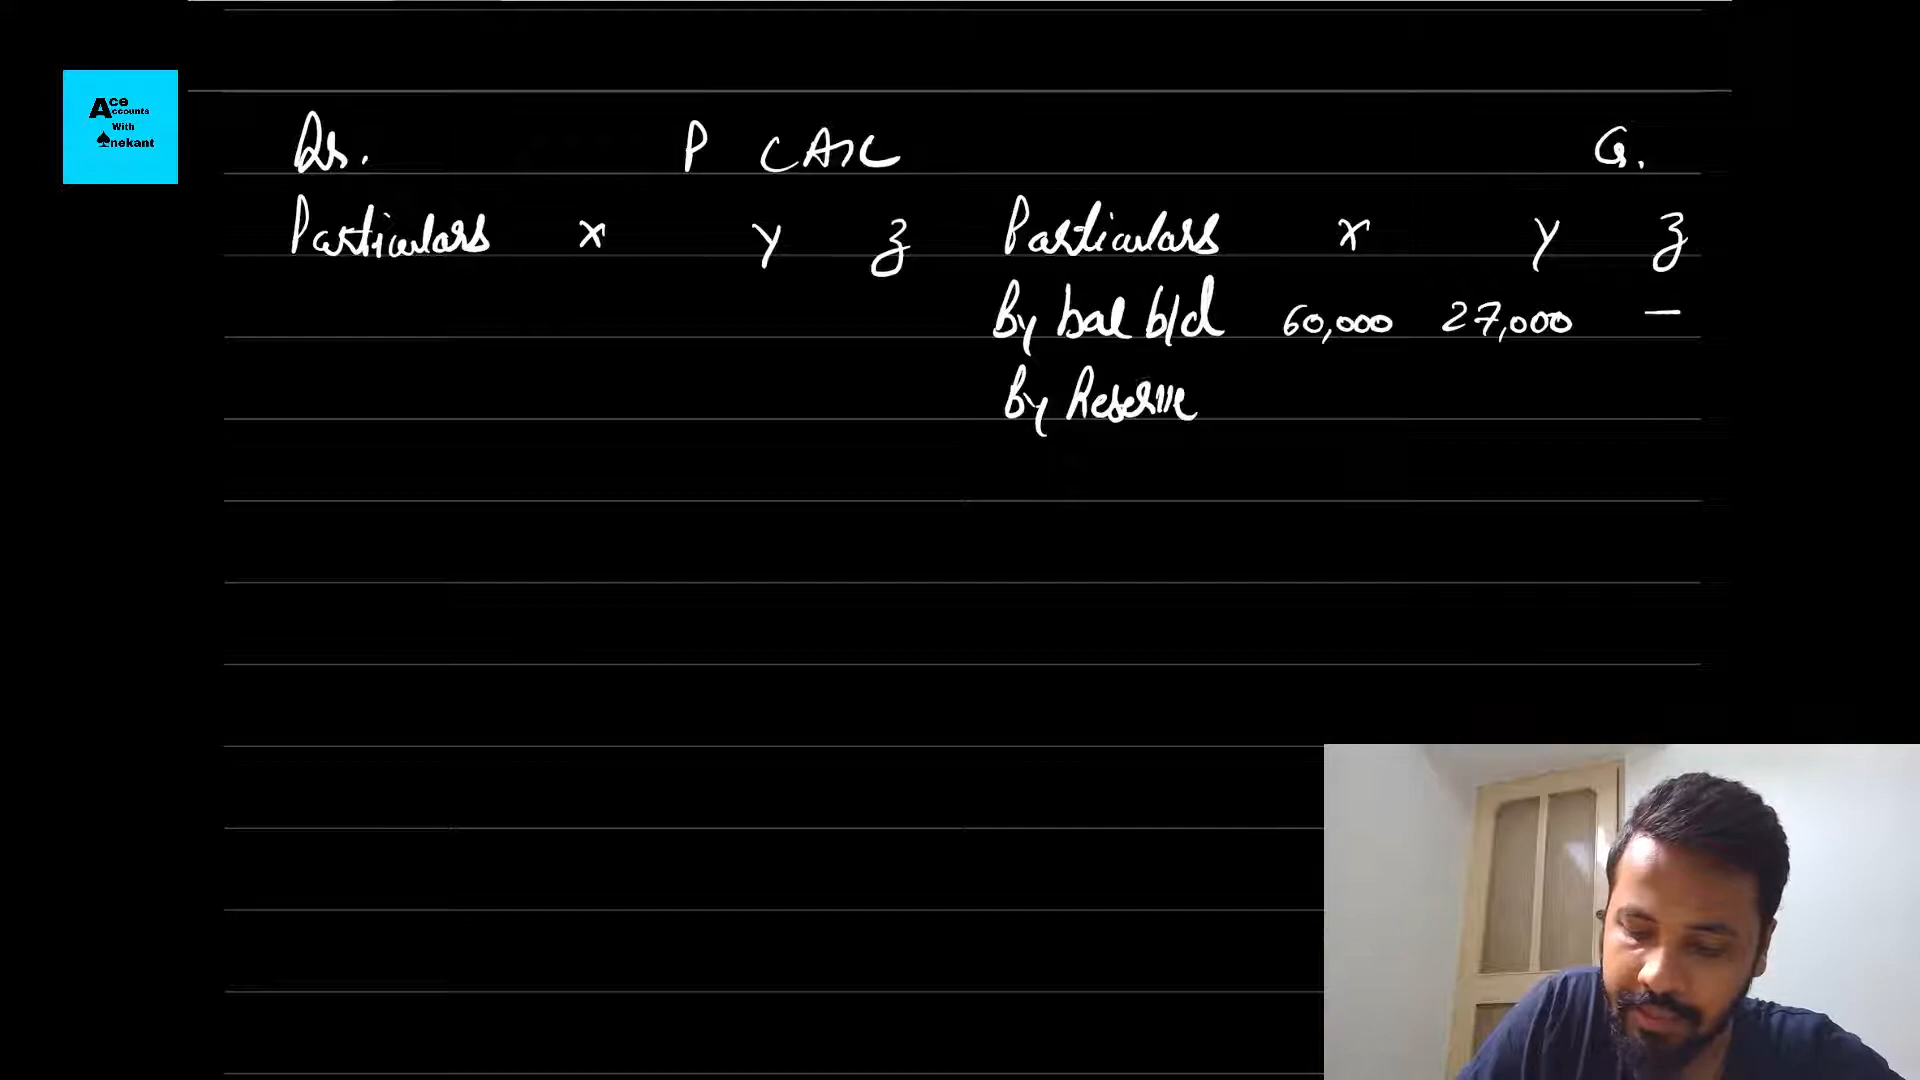 Ace
Accounts
With
Anekant
Dr. P CA/C Cr.
Particulars x y z Particulars x y z
By bal b/d 60,000 27,000 —
By Reserve